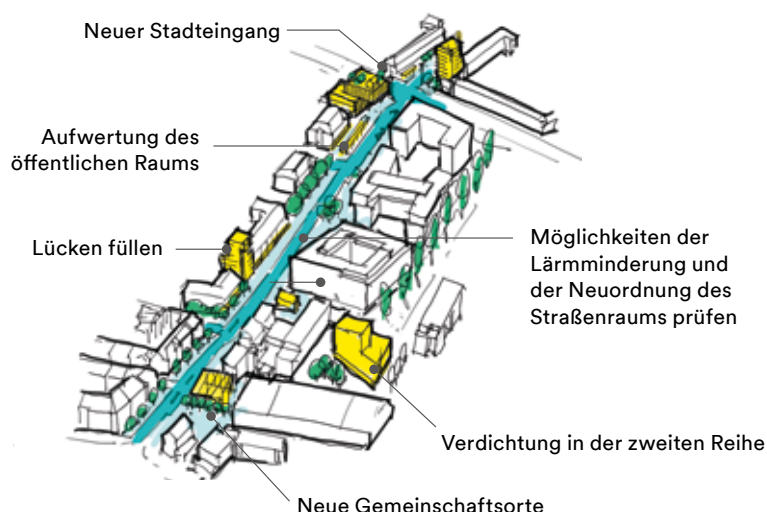 Neuer Stadteingang
Aufwertung des
öffentlichen Raums
Lücken füllen
Möglichkeiten der
Lärmminderung und
der Neuordnung des
Straßenraums prüfen
Verdichtung in der zweiten Reihe
Neue Gemeinschaftsorte